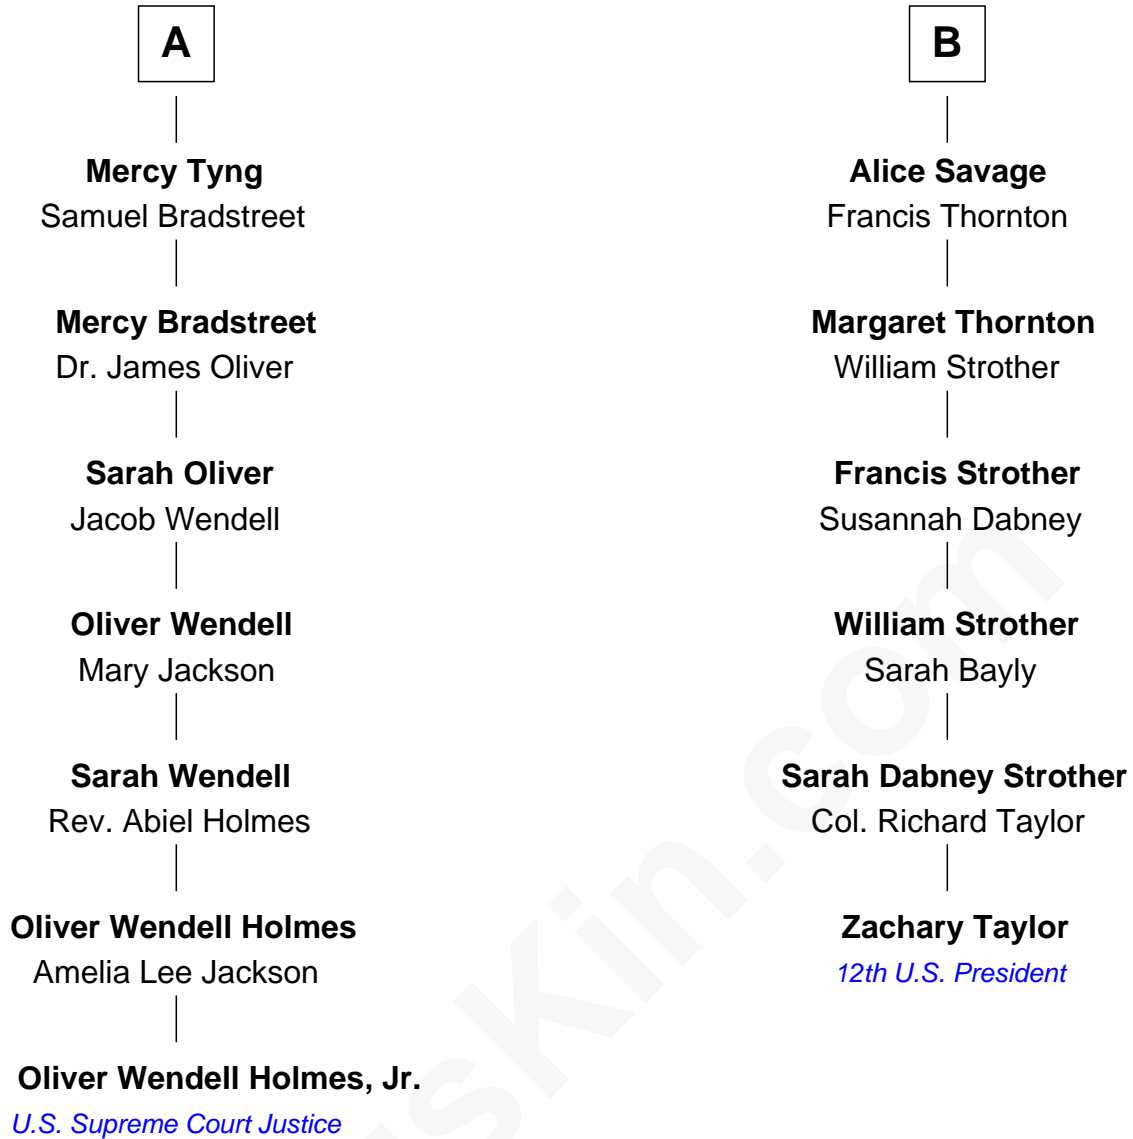 A
Mercy Tyng
Samuel Bradstreet
Mercy Bradstreet
Dr. James Oliver
Sarah Oliver
Jacob Wendell
Oliver Wendell
Mary Jackson
Sarah Wendell
Rev. Abiel Holmes
Oliver Wendell Holmes
Amelia Lee Jackson
Oliver Wendell Holmes, Jr.
U.S. Supreme Court Justice
B
Alice Savage
Francis Thornton
Margaret Thornton
William Strother
Francis Strother
Susannah Dabney
William Strother
Sarah Bayly
Sarah Dabney Strother
Col. Richard Taylor
Zachary Taylor
12th U.S. President